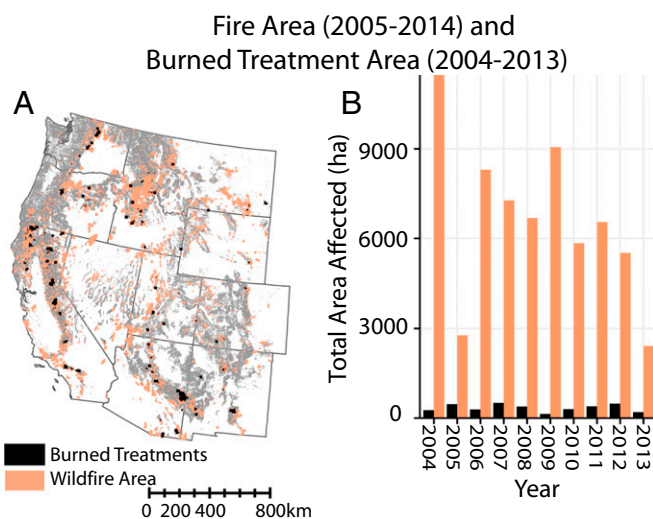 Fire Area (2005-2014) and
Burned Treatment Area (2004-2013)
A
Burned Treatments
Wildfire Area
0 200 400 800km
B
Total Area Affected (ha)
9000
6000
3000
0
2004 2005 2006 2007 2008 2009 2010 2011 2012 2013
Year